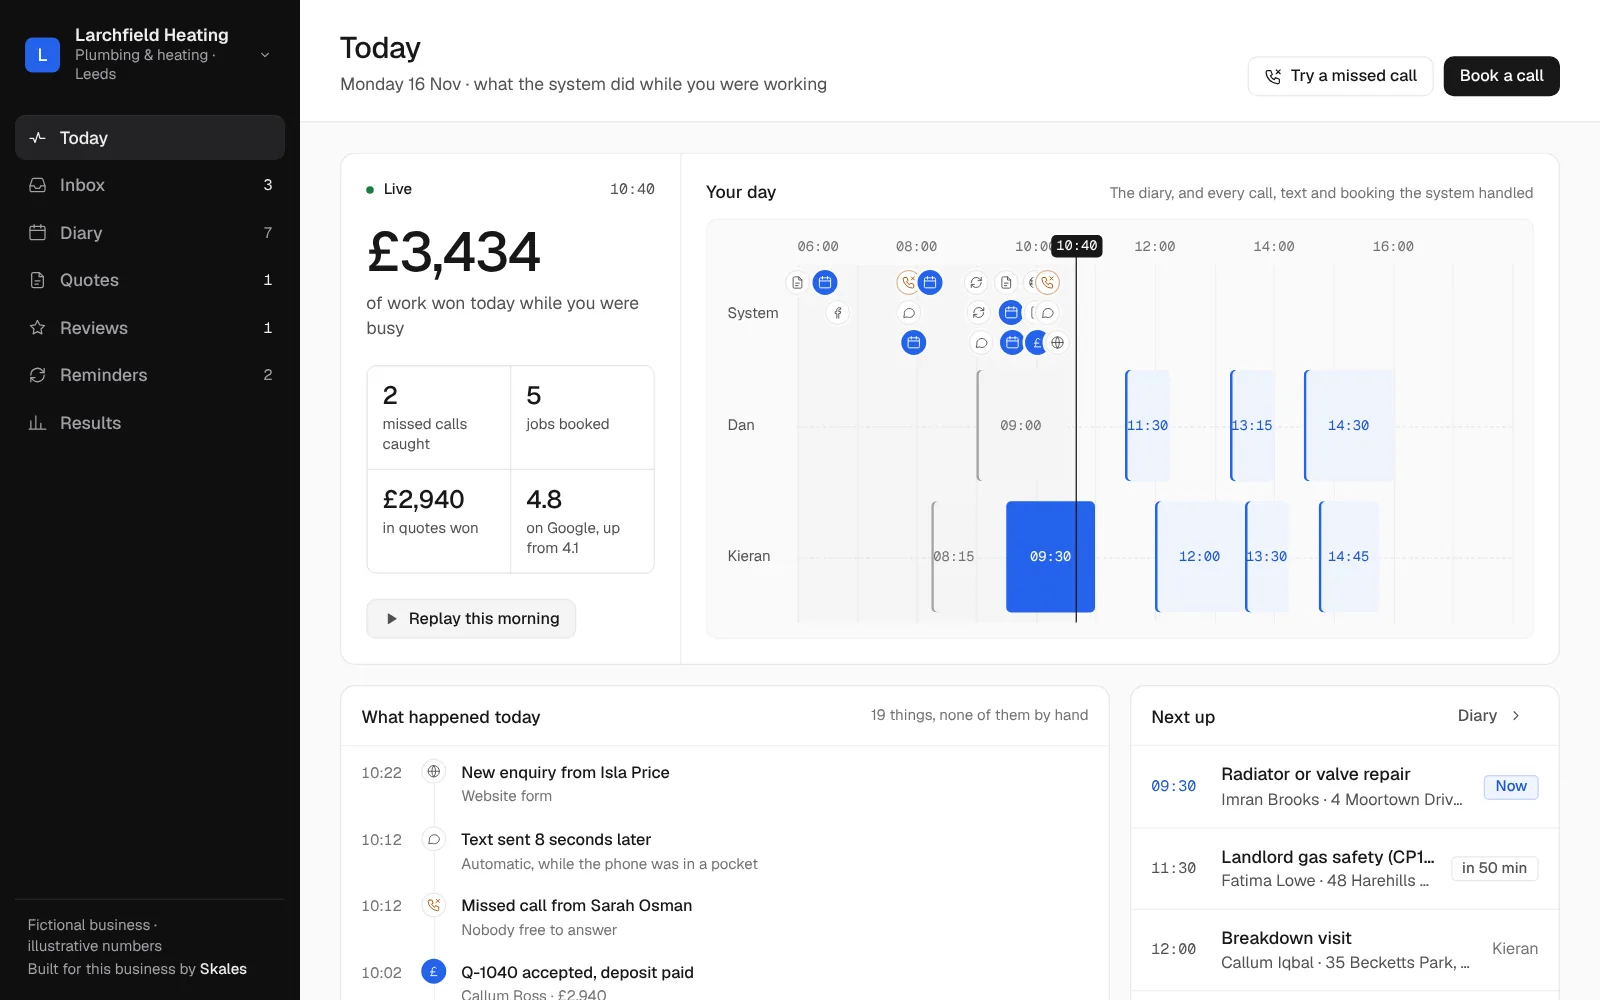 L
Larchfield Heating
Plumbing & heating ·
Leeds
Today
Inbox 3
Diary 7
Quotes 1
Reviews 1
Reminders 2
Results
Fictional business ·
illustrative numbers
Built for this business by Skales
Today
Monday 16 Nov · what the system did while you were working
Try a missed call
Book a call
Live 10:40
£3,434
of work won today while you were
busy
2
missed calls
caught
5
jobs booked
£2,940
in quotes won
4.8
on Google, up
from 4.1
Replay this morning
Your day
The diary, and every call, text and booking the system handled
06:00 08:00 10:00 10:40 12:00 14:00 16:00
System
£
Dan
09:00 11:30 13:15 14:30
Kieran
08:15 09:30 12:00 13:30 14:45
What happened today
19 things, none of them by hand
10:22 New enquiry from Isla Price
Website form
10:12 Text sent 8 seconds later
Automatic, while the phone was in a pocket
10:12 Missed call from Sarah Osman
Nobody free to answer
10:02 £ Q-1040 accepted, deposit paid
Callum Ross · £2,940
Next up
Diary
09:30 Radiator or valve repair
Imran Brooks · 4 Moortown Driv...
Now
11:30 Landlord gas safety (CP1...
Fatima Lowe · 48 Harehills ...
in 50 min
12:00 Breakdown visit
Callum Iqbal · 35 Becketts Park, ...
Kieran